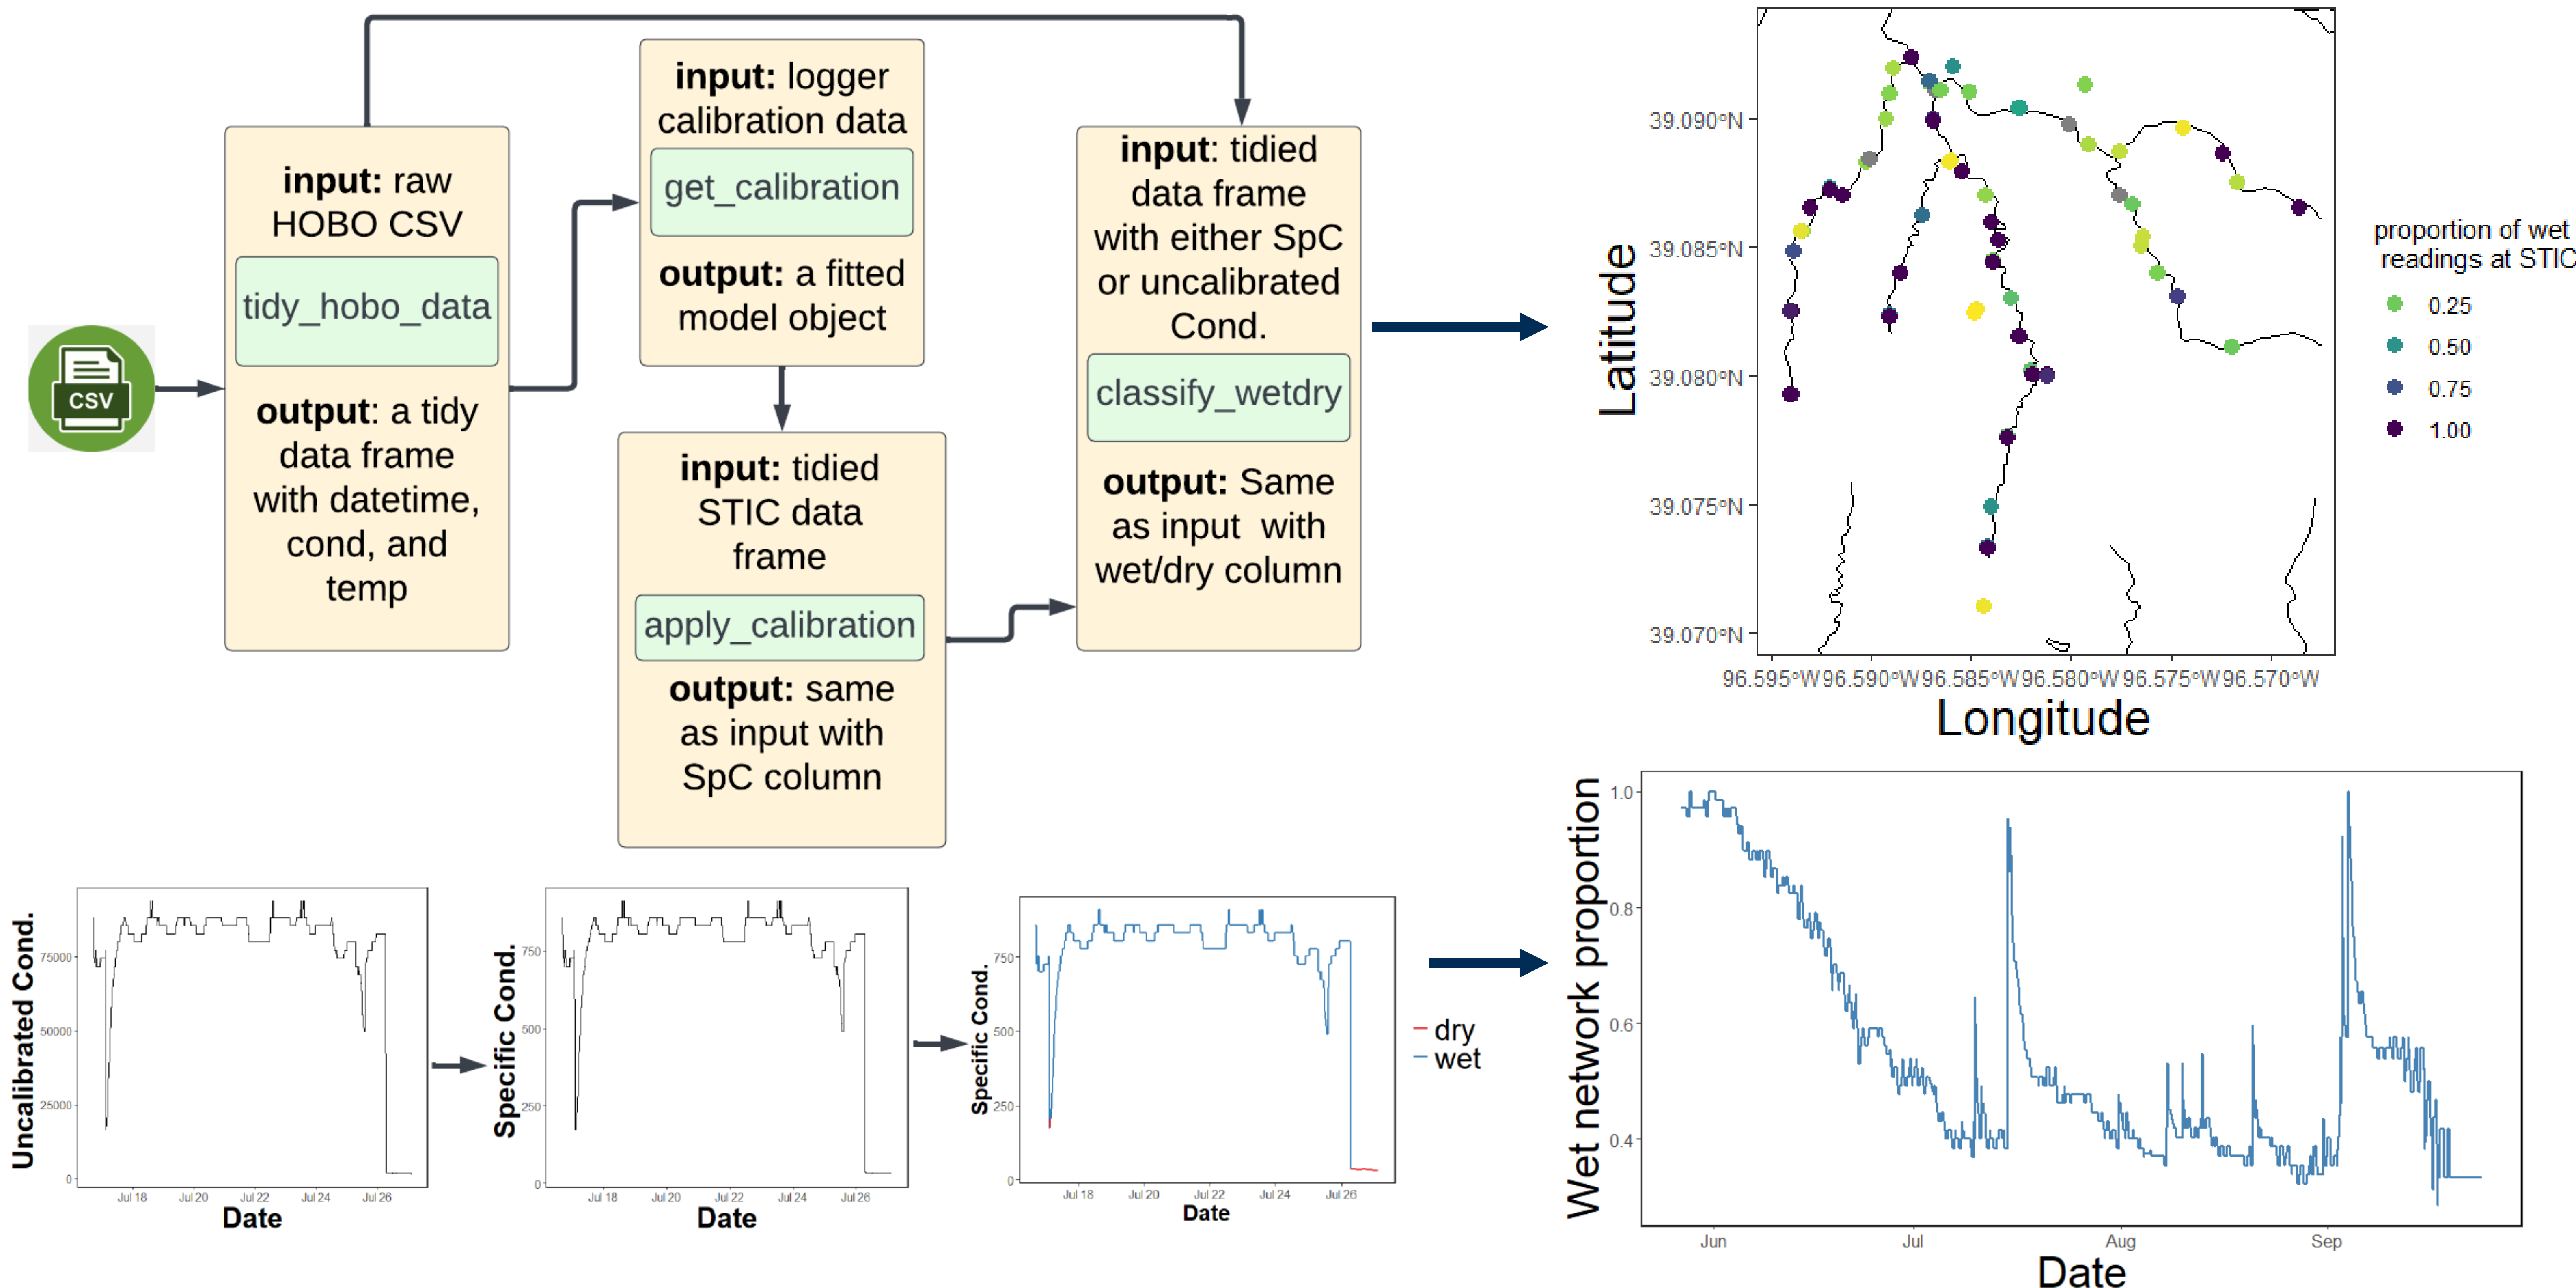 CSV
input: raw
HOBO CSV
tidy_hobo_data
output: a tidy
data frame
with datetime,
cond, and
temp
input: logger
calibration data
get_calibration
output: a fitted
model object
input: tidied
STIC data
frame
apply_calibration
output: same
as input with
SpC column
input: tidied
data frame
with either SpC
or uncalibrated
Cond.
classify_wetdry
output: Same
as input with
wet/dry column
Latitude
39.090°N
39.085°N
39.080°N
39.075°N
39.070°N
96.595°W 96.590°W 96.585°W 96.580°W 96.575°W 96.570°W
Longitude
proportion of wet
readings at STIC
0.25
0.50
0.75
1.00
Uncalibrated Cond.
75000
50000
25000
0
Jul 18 Jul 20 Jul 22 Jul 24 Jul 26
Date
Specific Cond.
750
500
250
0
Jul 18 Jul 20 Jul 22 Jul 24 Jul 26
Date
Specific Cond.
750
500
250
0
Jul 18 Jul 20 Jul 22 Jul 24 Jul 26
Date
dry
wet
Wet network proportion
1.0
0.8
0.6
0.4
Jun Jul Aug Sep
Date